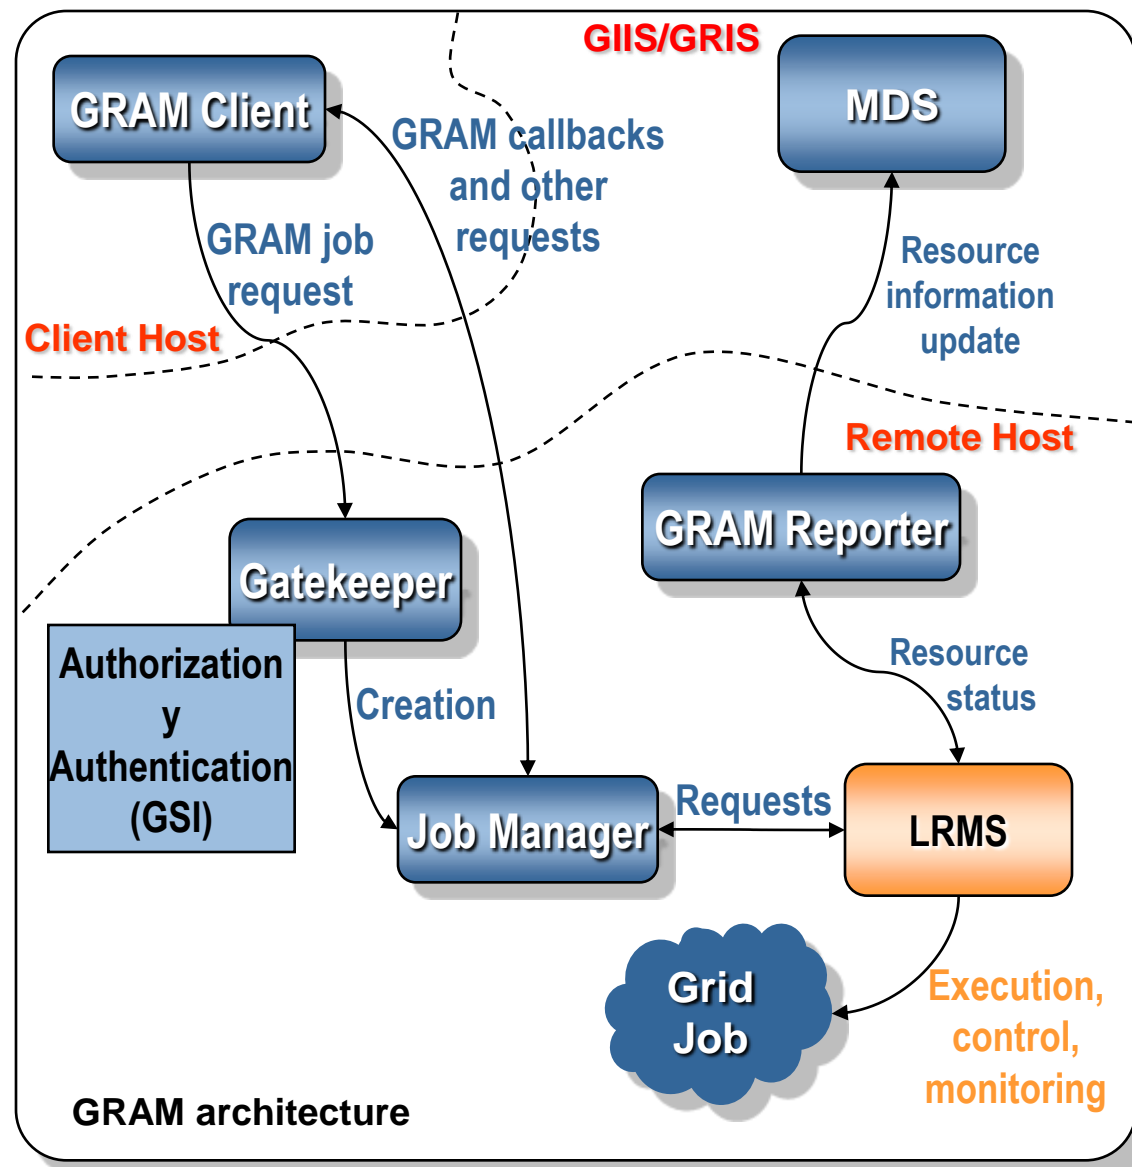 GIIS/GRIS
GRAM Client
MDS
GRAM callbacks
and other
requests
GRAM job
request
Resource
information
update
Client Host
Remote Host
GRAM Reporter
Gatekeeper
Authorization
y
Authentication
(GSI)
Creation
Resource
status
Job Manager
Requests
LRMS
Grid
Job
Execution,
control,
monitoring
GRAM architecture